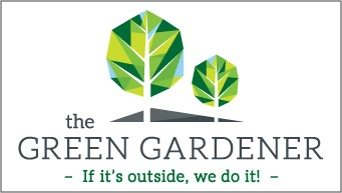 the
GREEN GARDENER
- If it's outside, we do it! -